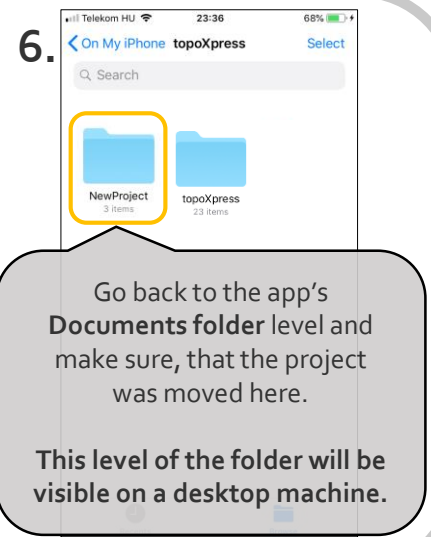 Telekom HU 23:36 68%
6.
On My iPhone topoXpress Select
Search
NewProject topoXpress
3 items 23 items
Go back to the app's
Documents folder level and
make sure, that the project
was moved here.
This level of the folder will be
visible on a desktop machine.